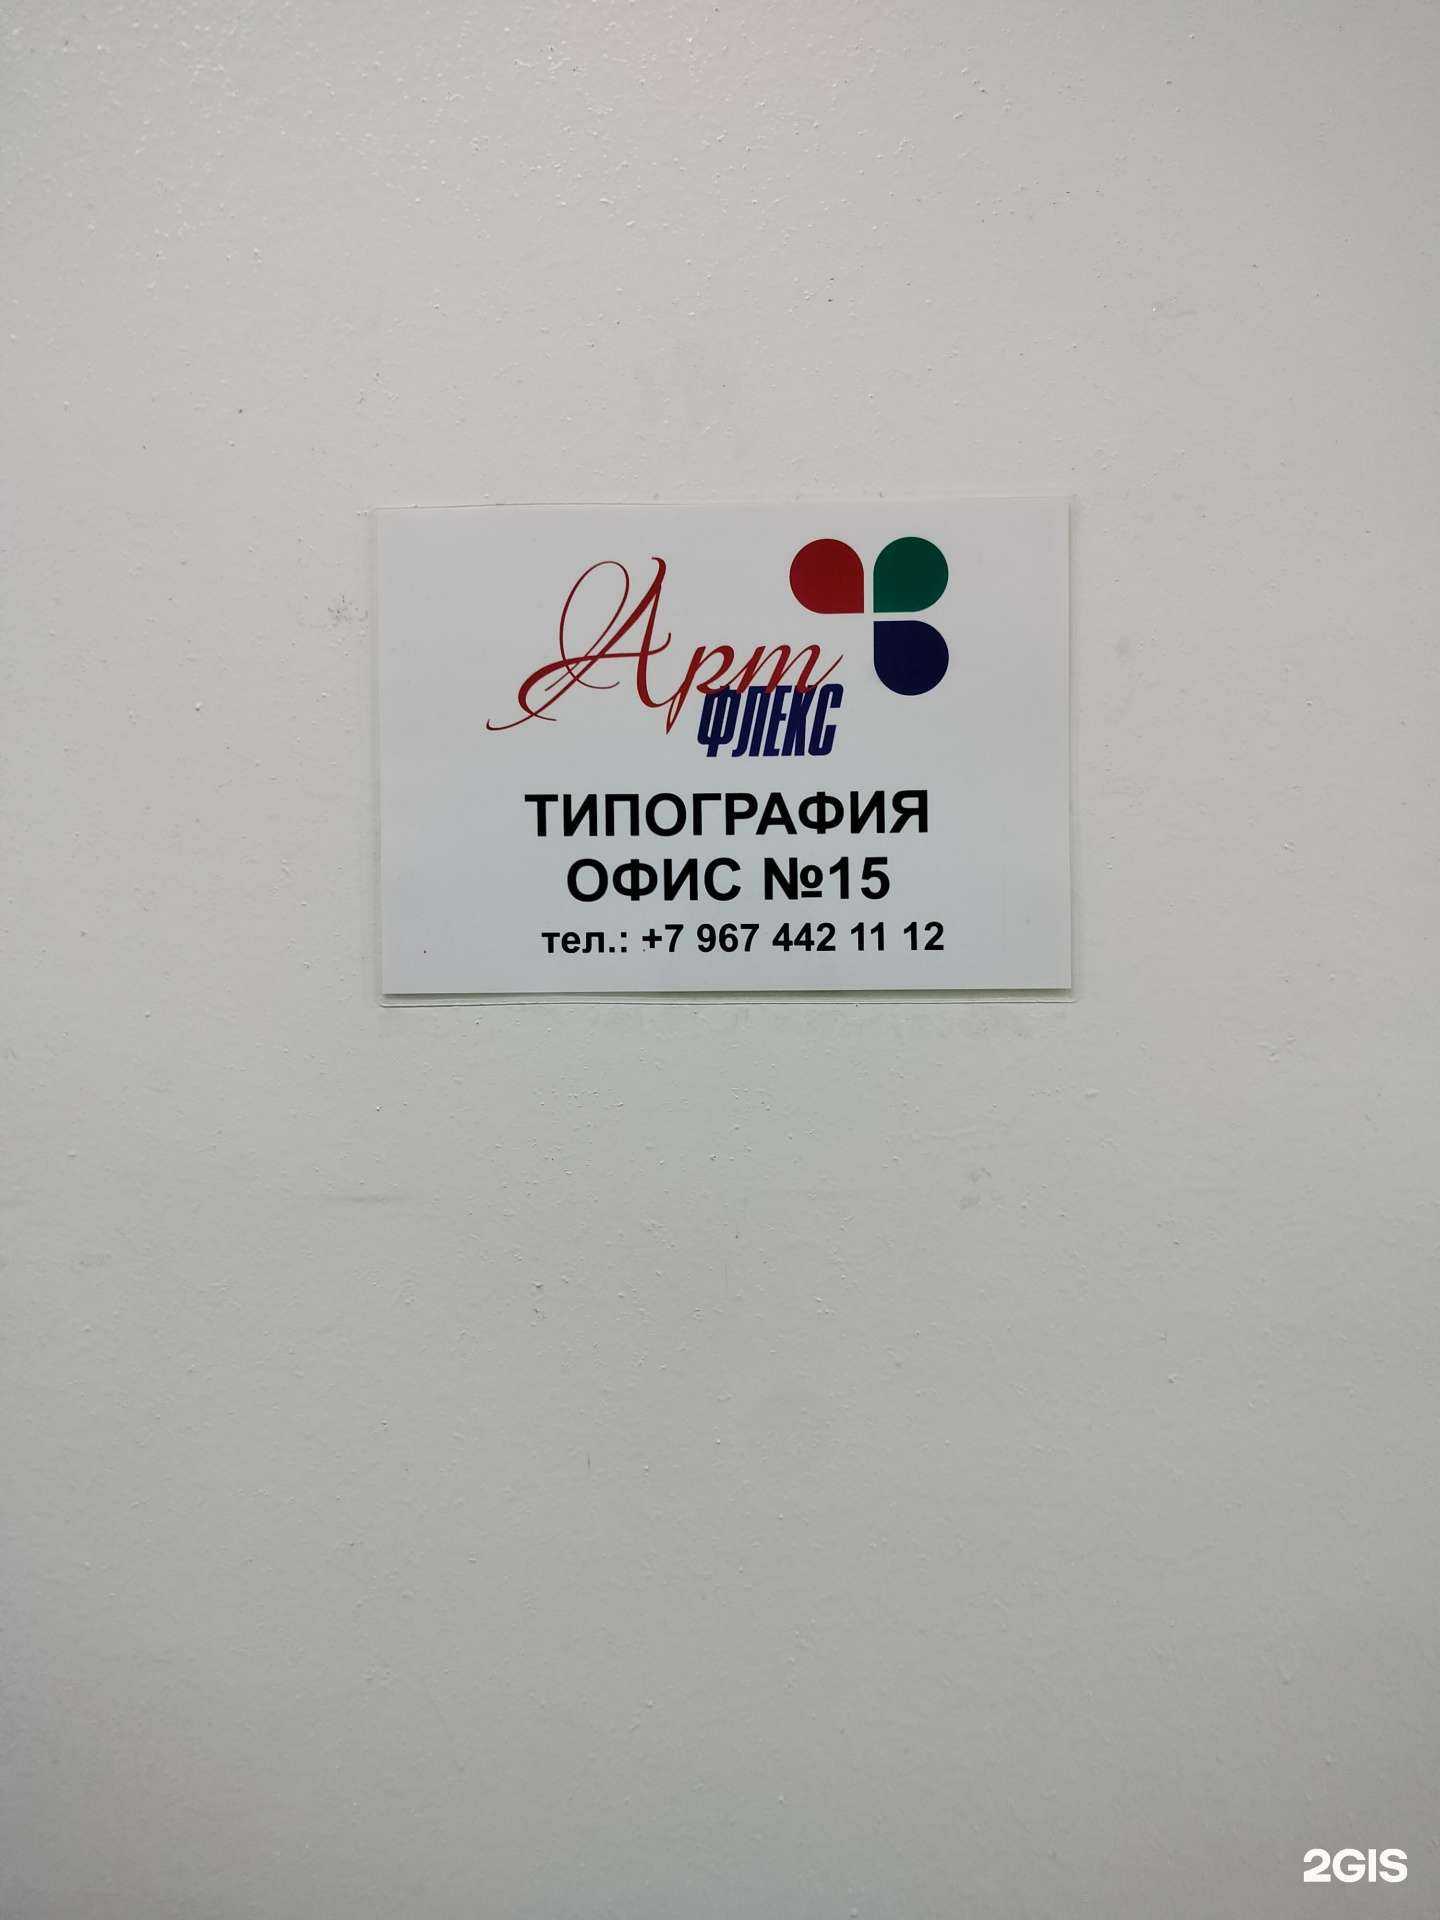 Арт
ФЛЕКС
ТИПОГРАФИЯ
ОФИС №15
тел.: +7 967 442 11 12
2GIS